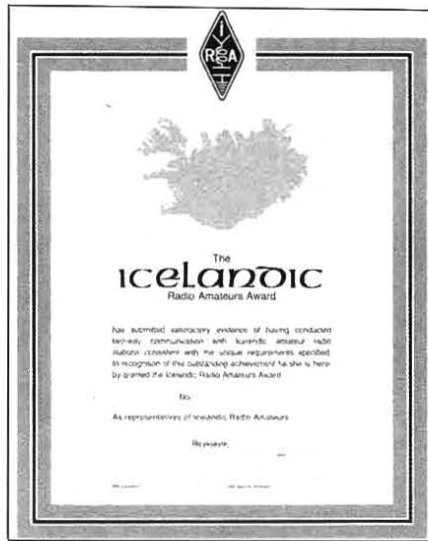 I
R A
The
ICELANDIC
Radio Amateurs Award
has submitted satisfactory evidence of having conducted
two-way communication with Icelandic amateur radio
stations consistent with the unique requirements specified.
In recognition of this outstanding achievement he she is here-
by granted the Icelandic Radio Amateurs Award
No.
As representatives of Icelandic Radio Amateurs
Reykjavik,